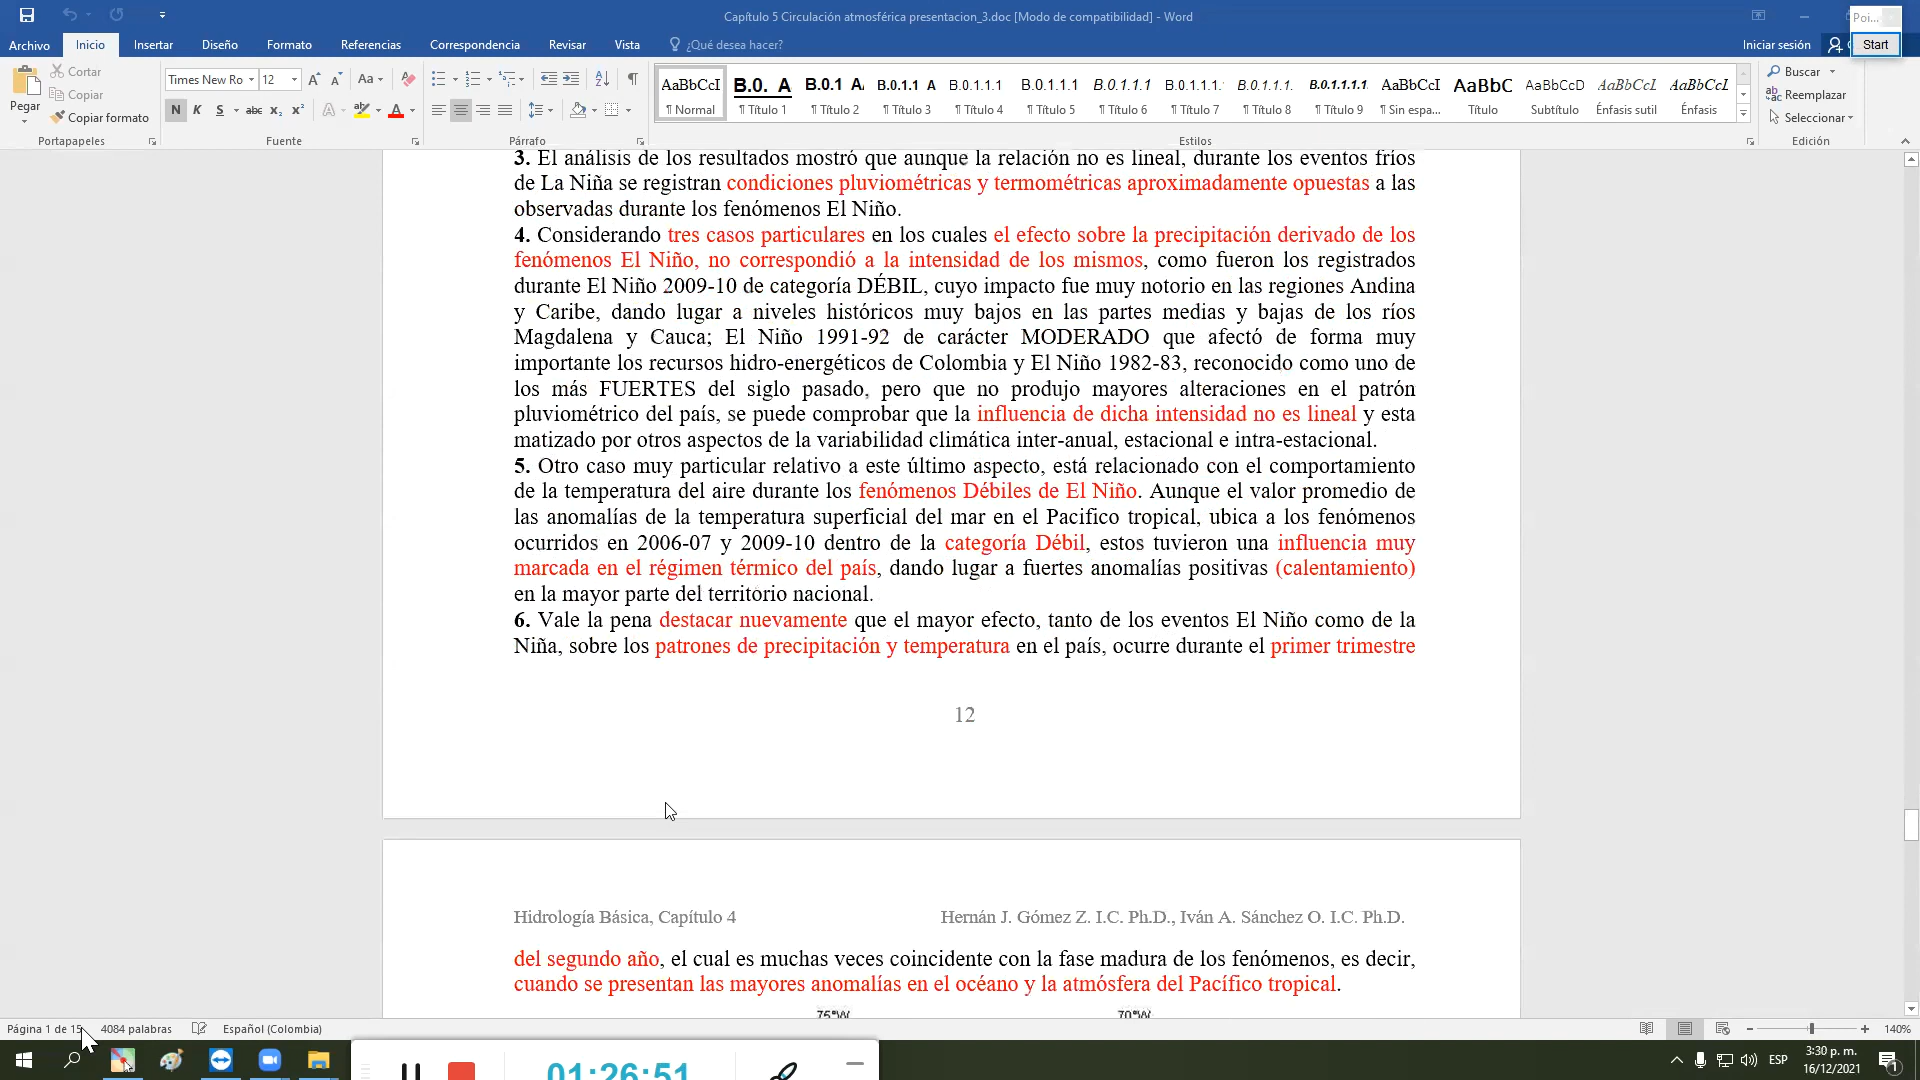 Capítulo 5 Circulación atmosférica presentacion_3.doc [Modo de compatibilidad] - Word
Poi...
Archivo Inicio Insertar Diseño Formato Referencias Correspondencia Revisar Vista ¿Qué desea hacer? Iniciar sesión Start
Pegar
Cortar
Copiar
Copiar formato
Portapapeles
Times New Ro 12
Fuente
Párrafo
AaBbCcI B.0. A B.0.1 A B.0.1.1 A B.0.1.1.1 B.0.1.1.1 B.0.1.1.1 B.0.1.1.1. B.0.1.1.1. B.0.1.1.1.1. AaBbCcI AaBbC AaBbCcD AaBbCcI AaBbCcI
¶ Normal ¶ Título 1 ¶ Título 2 ¶ Título 3 ¶ Título 4 ¶ Título 5 ¶ Título 6 ¶ Título 7 ¶ Título 8 ¶ Título 9 ¶ Sin espa... Título Subtítulo Énfasis sutil Énfasis
Estilos
Buscar
Reemplazar
Seleccionar
Edición
3. El análisis de los resultados mostró que aunque la relación no es lineal, durante los eventos fríos
de La Niña se registran condiciones pluviométricas y termométricas aproximadamente opuestas a las
observadas durante los fenómenos El Niño.
4. Considerando tres casos particulares en los cuales el efecto sobre la precipitación derivado de los
fenómenos El Niño, no correspondió a la intensidad de los mismos, como fueron los registrados
durante El Niño 2009-10 de categoría DÉBIL, cuyo impacto fue muy notorio en las regiones Andina
y Caribe, dando lugar a niveles históricos muy bajos en las partes medias y bajas de los ríos
Magdalena y Cauca; El Niño 1991-92 de carácter MODERADO que afectó de forma muy
importante los recursos hidro-energéticos de Colombia y El Niño 1982-83, reconocido como uno de
los más FUERTES del siglo pasado, pero que no produjo mayores alteraciones en el patrón
pluviométrico del país, se puede comprobar que la influencia de dicha intensidad no es lineal y esta
matizado por otros aspectos de la variabilidad climática inter-anual, estacional e intra-estacional.
5. Otro caso muy particular relativo a este último aspecto, está relacionado con el comportamiento
de la temperatura del aire durante los fenómenos Débiles de El Niño. Aunque el valor promedio de
las anomalías de la temperatura superficial del mar en el Pacifico tropical, ubica a los fenómenos
ocurridos en 2006-07 y 2009-10 dentro de la categoría Débil, estos tuvieron una influencia muy
marcada en el régimen térmico del país, dando lugar a fuertes anomalías positivas (calentamiento)
en la mayor parte del territorio nacional.
6. Vale la pena destacar nuevamente que el mayor efecto, tanto de los eventos El Niño como de la
Niña, sobre los patrones de precipitación y temperatura en el país, ocurre durante el primer trimestre
12
Hidrología Básica, Capítulo 4 Hernán J. Gómez Z. I.C. Ph.D., Iván A. Sánchez O. I.C. Ph.D.
del segundo año, el cual es muchas veces coincidente con la fase madura de los fenómenos, es decir,
cuando se presentan las mayores anomalías en el océano y la atmósfera del Pacífico tropical.
75°W 70°W
Página 1 de 15 4084 palabras Español (Colombia) 140%
01:26:51
ESP
3:30 p. m.
16/12/2021